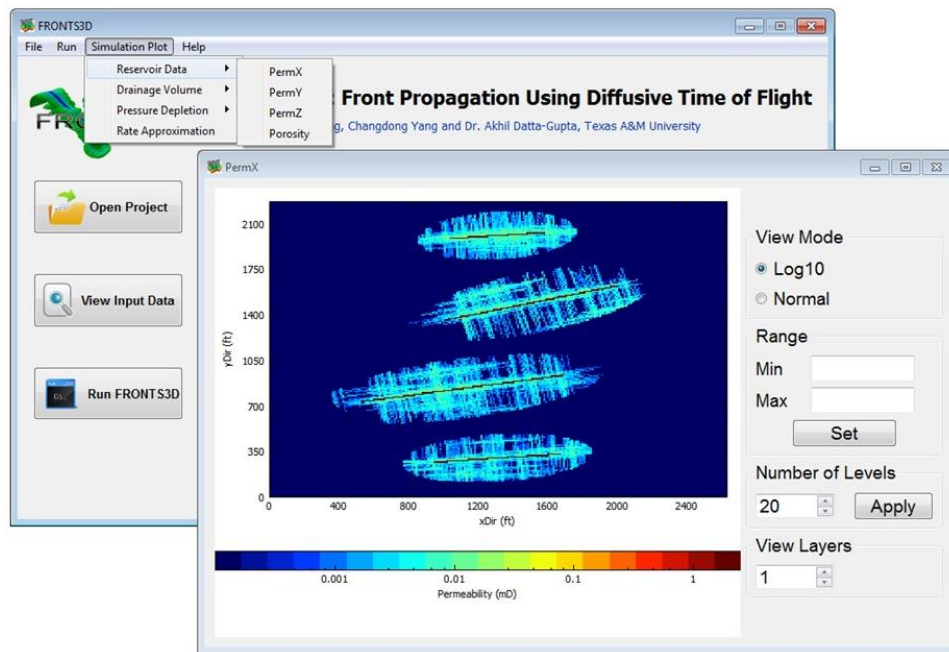 FRONTS3D
File Run Simulation Plot Help
Reservoir Data
Drainage Volume
Pressure Depletion
Rate Approximation
PermX
PermY
PermZ
Porosity
Front Propagation Using Diffusive Time of Flight
Changdong Yang and Dr. Akhil Datta-Gupta, Texas A&M University
Open Project
View Input Data
Run FRONTS3D
PermX
2100
1750
1400
1050
700
350
0
yDir (ft)
0 400 800 1200 1600 2000 2400
xDir (ft)
0.001 0.01 0.1 1
Permeability (mD)
View Mode
Log10
Normal
Range
Min
Max
Set
Number of Levels
20 Apply
View Layers
1